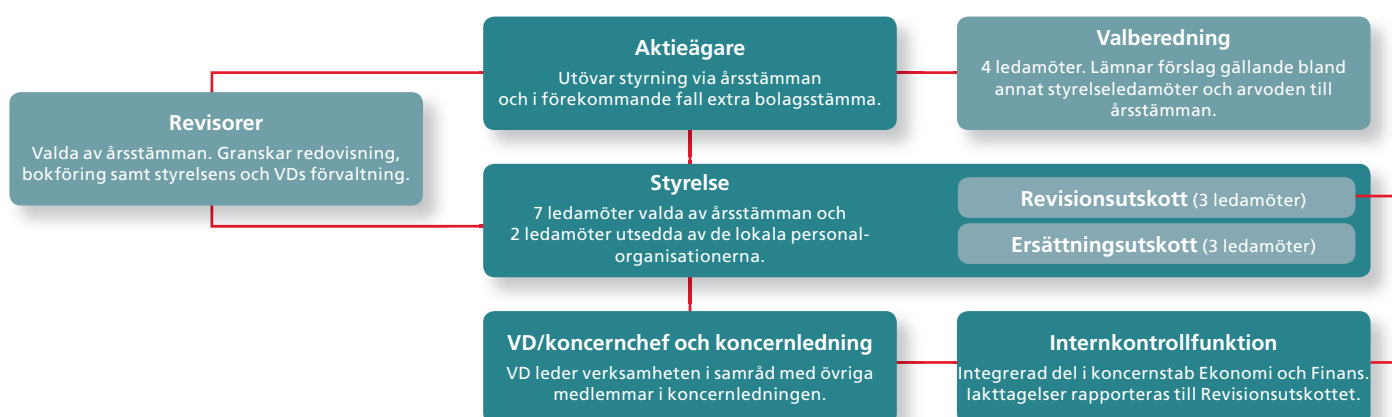 Aktieägare
Utövar styrning via årsstämman
och i förekommande fall extra bolagsstämma.
Valberedning
4 ledamöter. Lämnar förslag gällande bland
annat styrelseledamöter och arvoden till
årsstämman.
Revisorer
Valda av årsstämman. Granskar redovisning,
bokföring samt styrelsens och VDs förvaltning.
Styrelse
7 ledamöter valda av årsstämman och
2 ledamöter utsedda av de lokala personal-
organisationerna.
Revisionsutskott (3 ledamöter)
Ersättningsutskott (3 ledamöter)
VD/koncernchef och koncernledning
VD leder verksamheten i samråd med övriga
medlemmar i koncernledningen.
Internkontrollfunktion
Integrerad del i koncernstab Ekonomi och Finans.
Iakttagelser rapporteras till Revisionsutskottet.